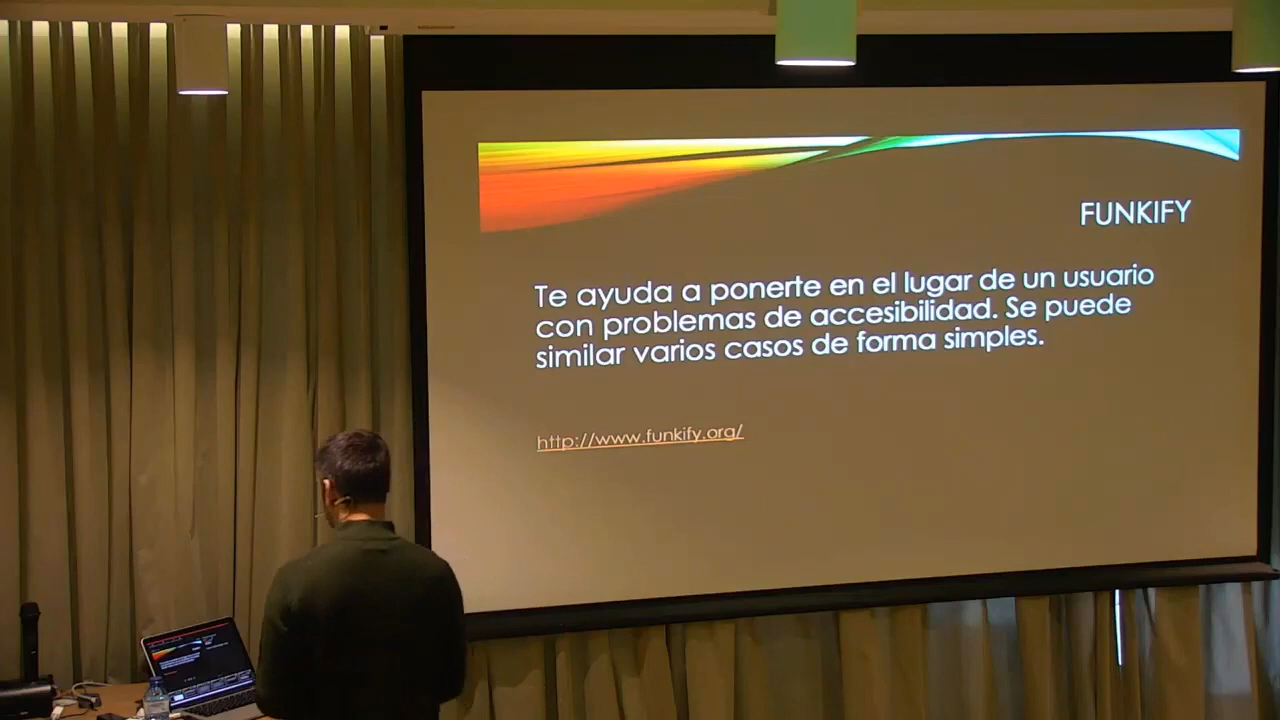 FUNKIFY
Te ayuda a ponerte en el lugar de un usuario
con problemas de accesibilidad. Se puede
similar varios casos de forma simples.
http://www.funkify.org/